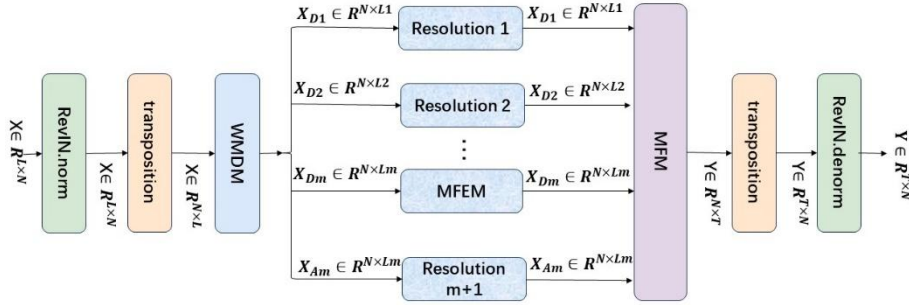 X∈ R^{L×N}
RevIN.norm
X∈ R^{L×N}
transposition
X∈ R^{N×L}
WMDM
X_{D1} ∈ R^{N×L1}
Resolution 1
X_{D1} ∈ R^{N×L1}
X_{D2} ∈ R^{N×L2}
Resolution 2
X_{D2} ∈ R^{N×L2}
⋮
X_{Dm} ∈ R^{N×Lm}
MFEM
X_{Dm} ∈ R^{N×Lm}
X_{Am} ∈ R^{N×Lm}
Resolution
m+1
X_{Am} ∈ R^{N×Lm}
MFM
Y∈ R^{N×T}
transposition
Y∈ R^{T×N}
RevIN.denorm
Y ∈ R^{T×N}